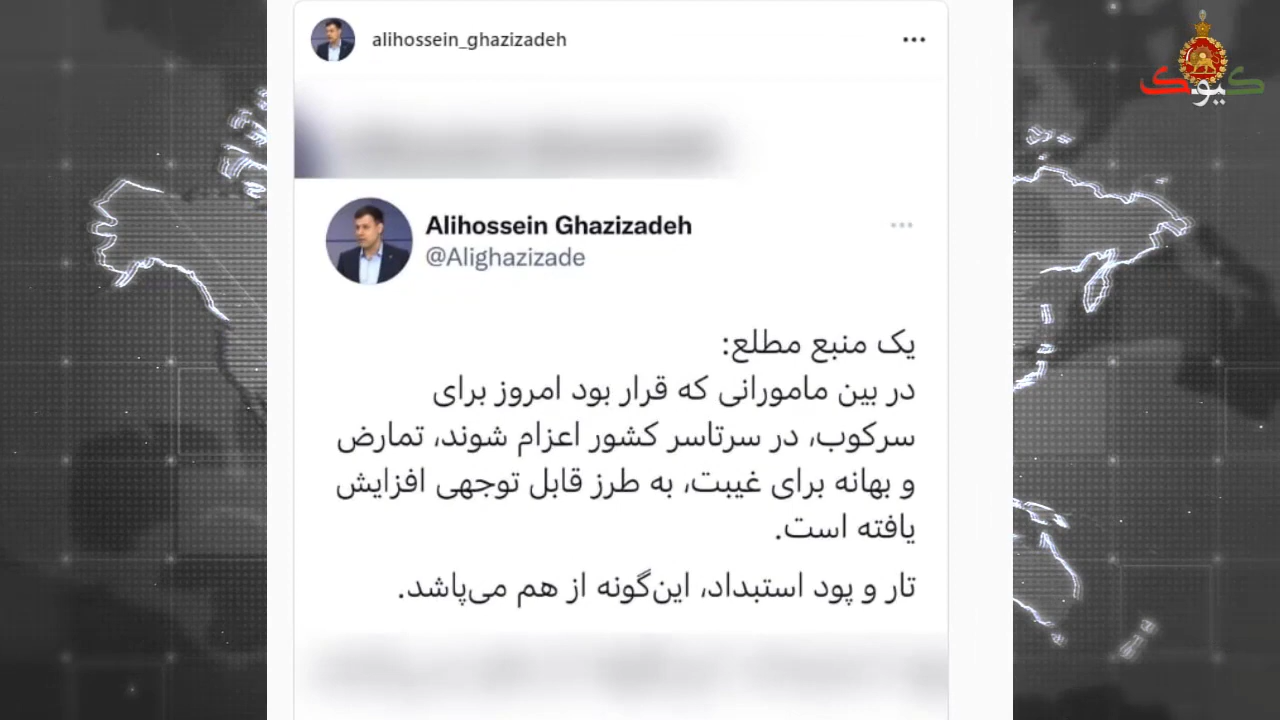 alihossein_ghazizadeh
کیوک
Alihossein Ghazizadeh
@Alighazizade
یک منبع مطلع:
در بین مامورانی که قرار بود امروز برای
سرکوب، در سرتاسر کشور اعزام شوند، تمارض
و بهانه برای غیبت، به طرز قابل توجهی افزایش
یافته است.
تار و پود استبداد، این‌گونه از هم می‌پاشد.